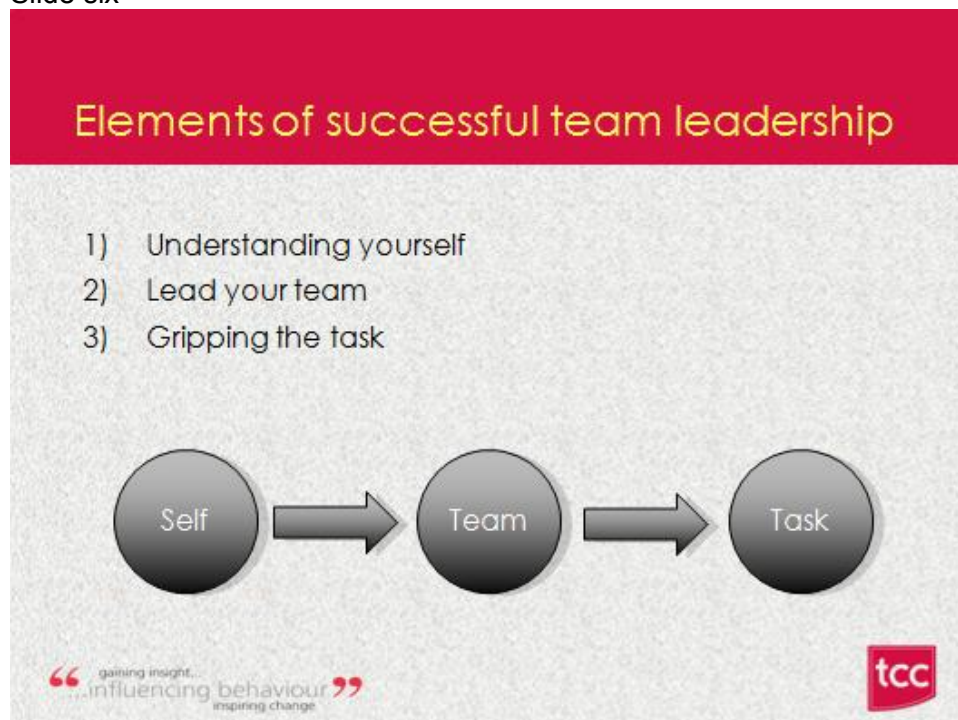 Slide six
Elements of successful team leadership
1) Understanding yourself
2) Lead your team
3) Gripping the task
Self Team Task
“ gaining insight...
...influencing behaviour ”
inspiring change
tcc